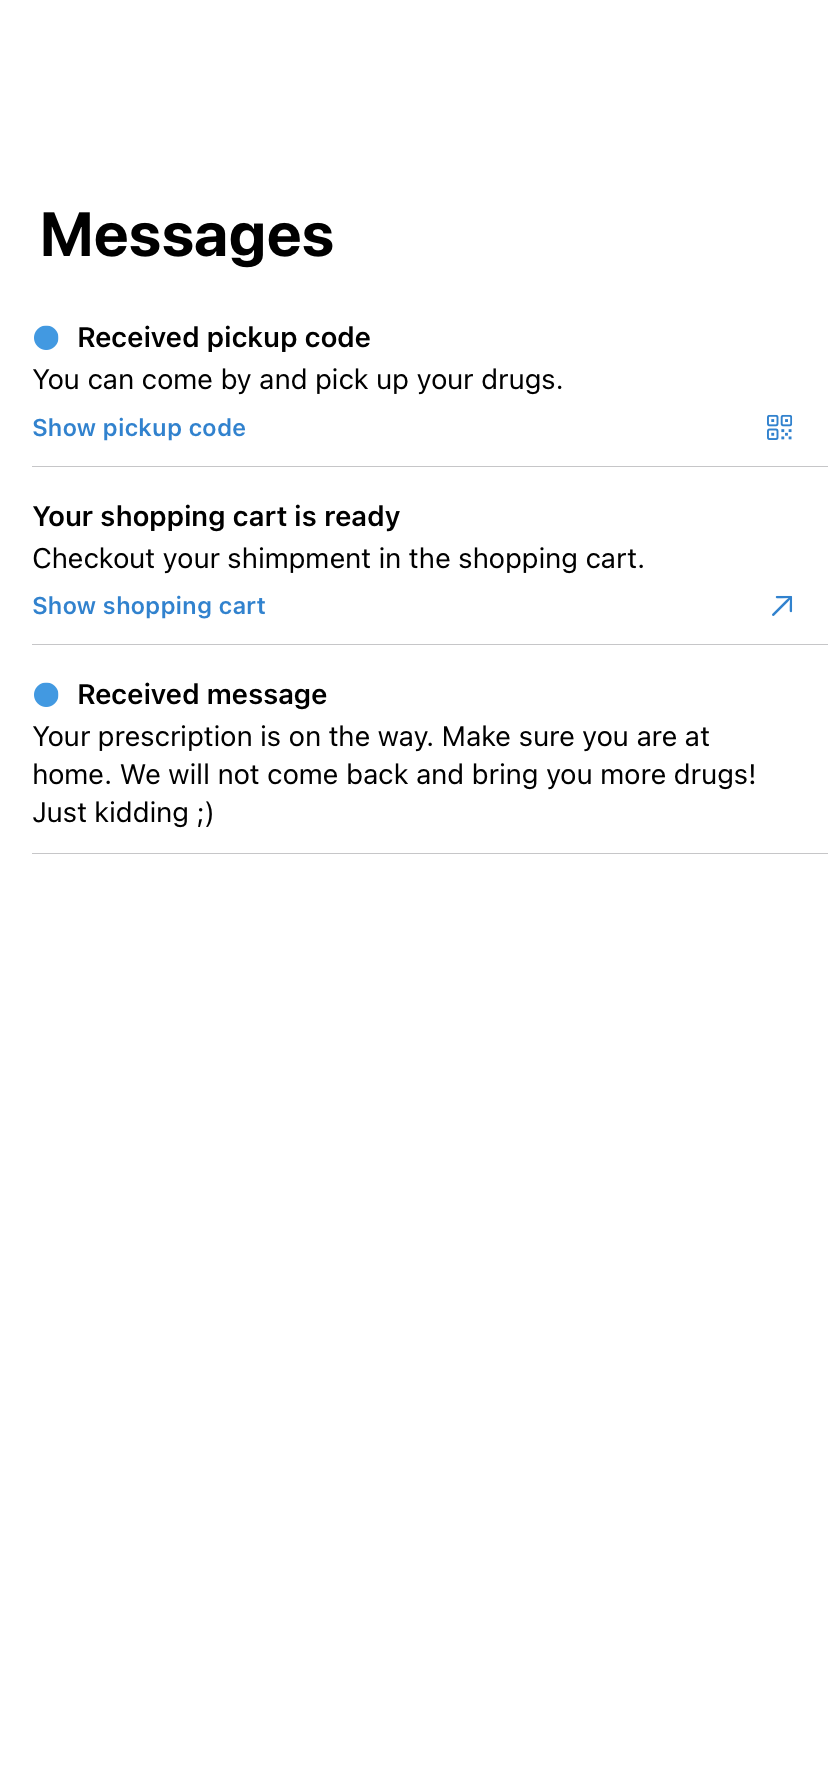 Messages
Received pickup code
You can come by and pick up your drugs.
Show pickup code
Your shopping cart is ready
Checkout your shimpment in the shopping cart.
Show shopping cart
Received message
Your prescription is on the way. Make sure you are at
home. We will not come back and bring you more drugs!
Just kidding ;)